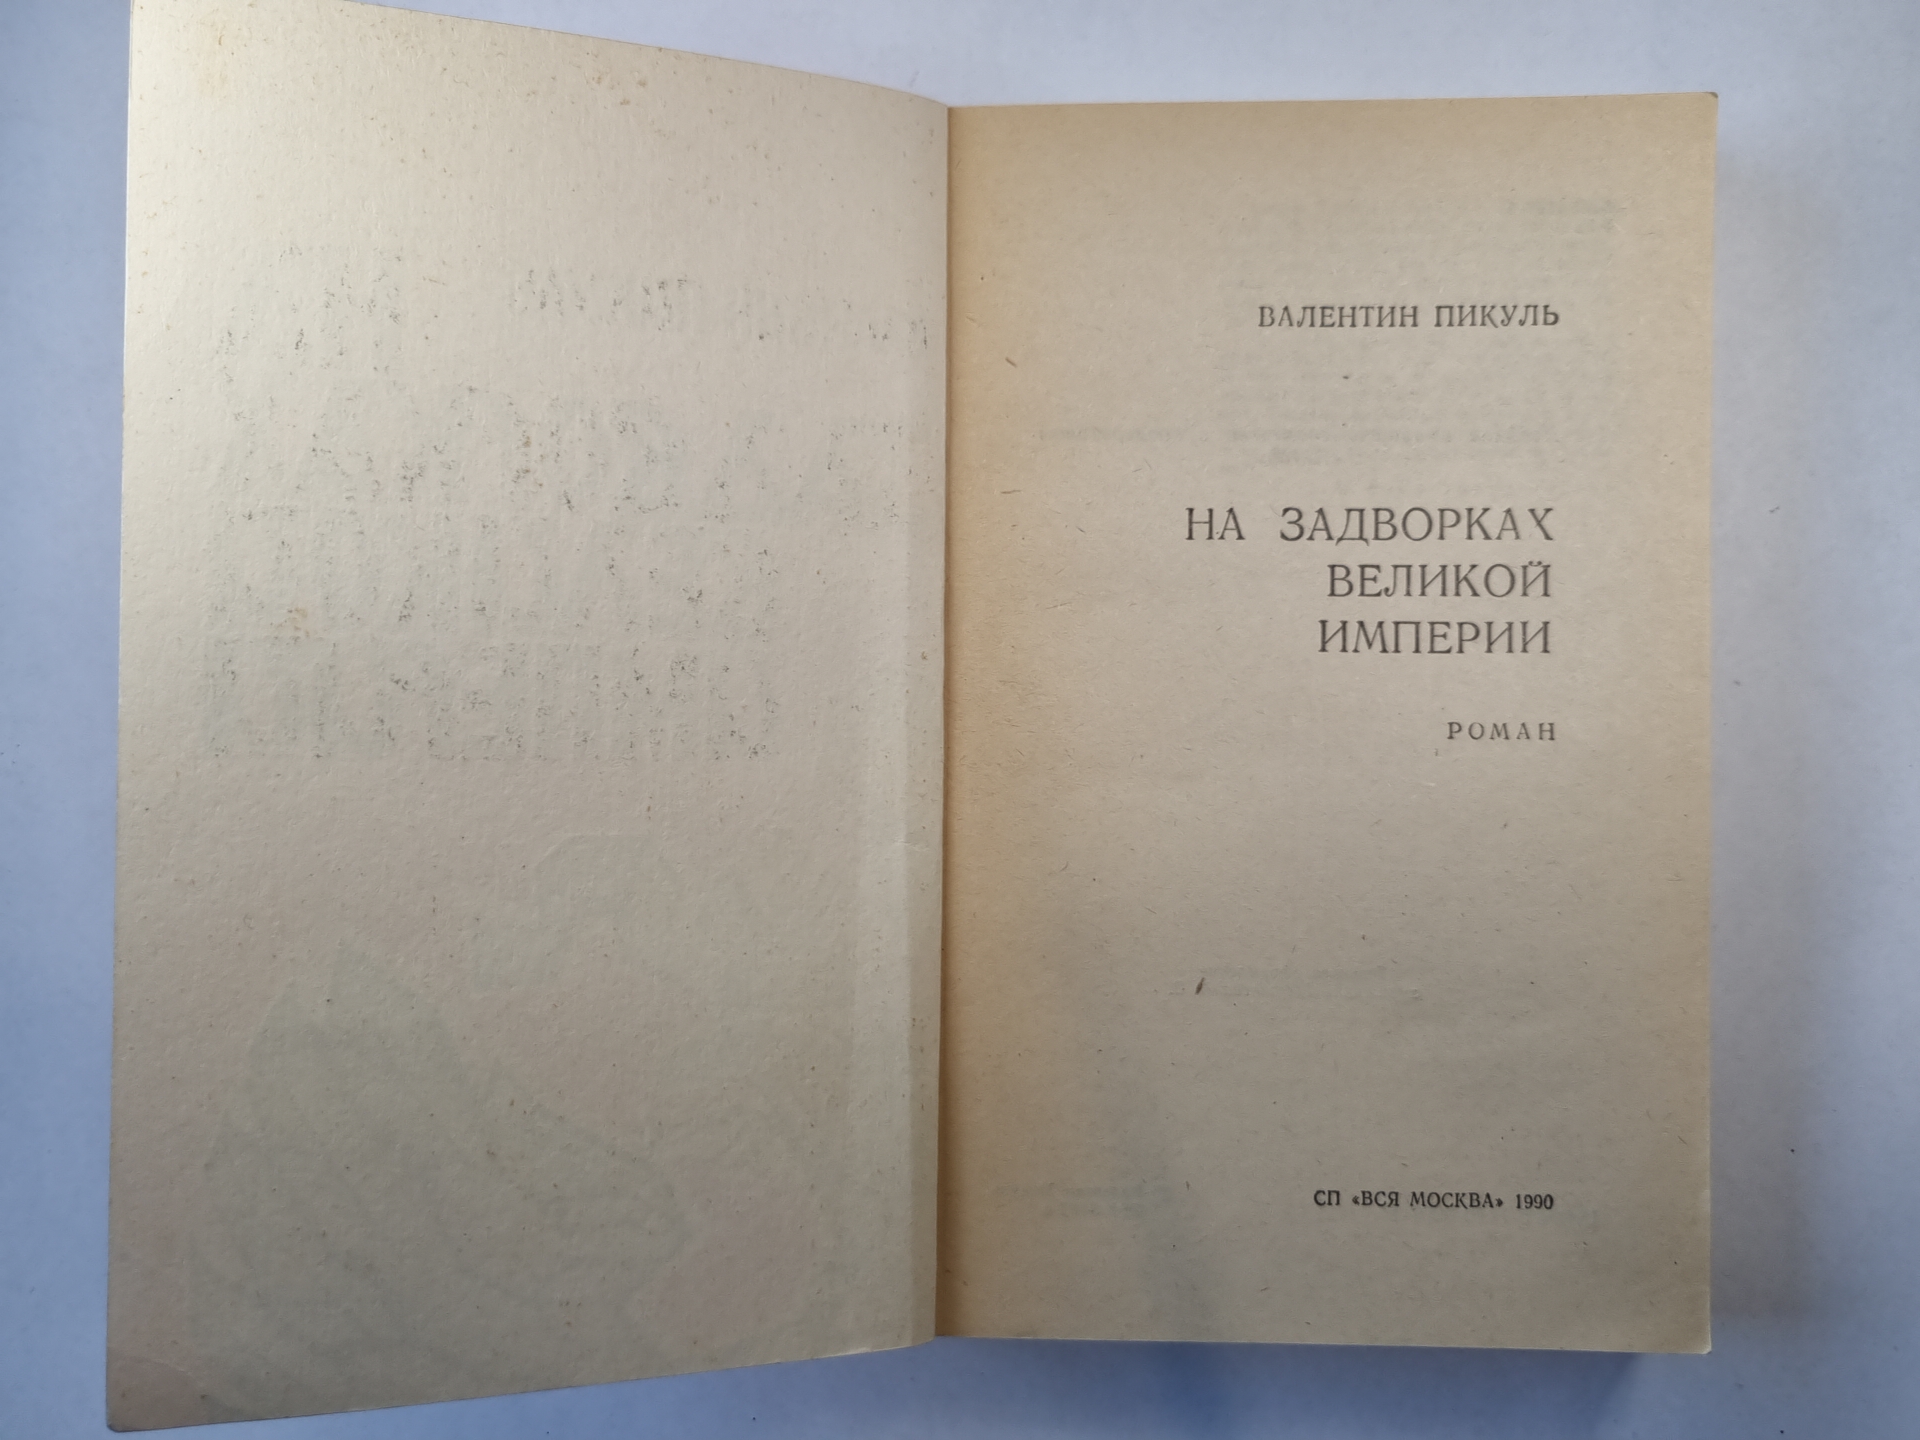 ВАЛЕНТИН ПИКУЛЬ
НА ЗАДВОРКАХ
ВЕЛИКОЙ
ИМПЕРИИ
РОМАН
СП «ВСЯ МОСКВА» 1990